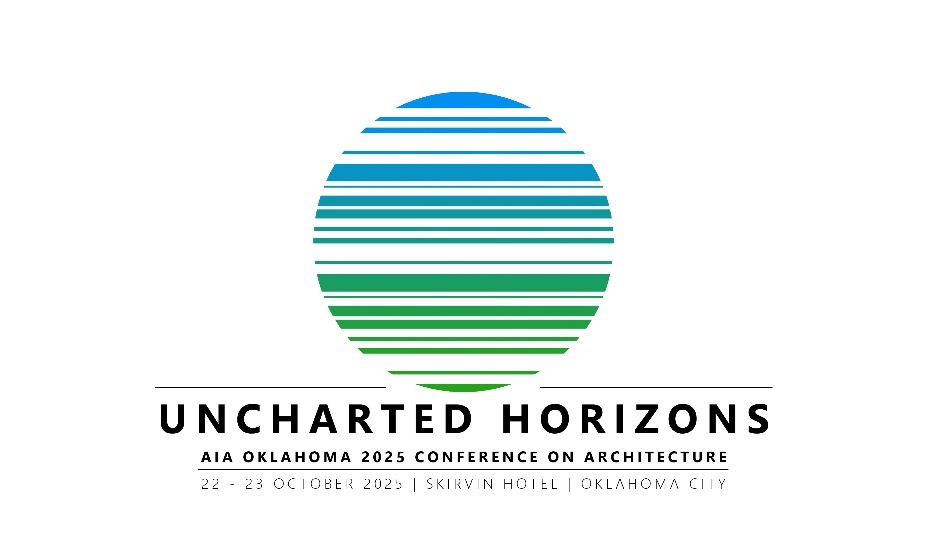 UNCHARTED HORIZONS
AIA OKLAHOMA 2025 CONFERENCE ON ARCHITECTURE
22 - 23 OCTOBER 2025 | SKIRVIN HOTEL | OKLAHOMA CITY